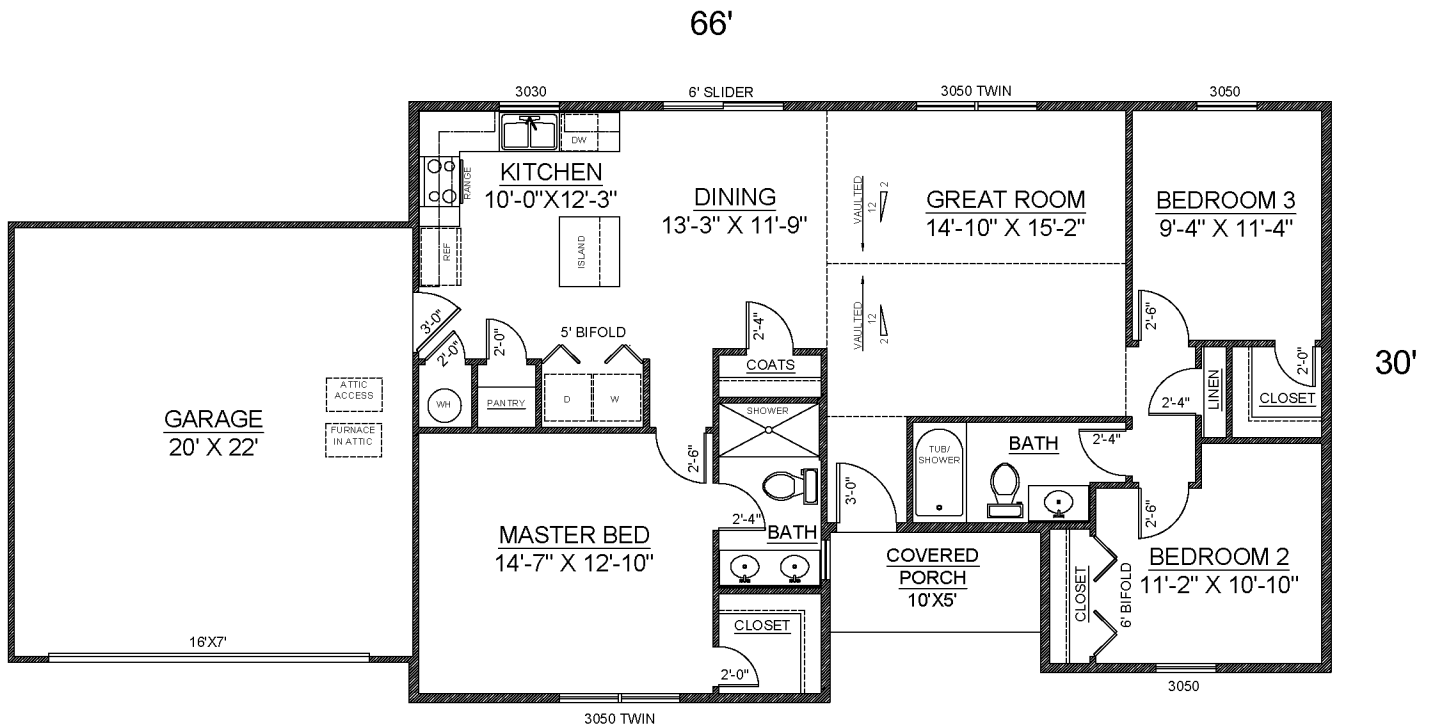 66'
3030
6' SLIDER
3050 TWIN
3050
DW
RANGE
KITCHEN
10'-0"X12'-3"
DINING
13'-3" X 11'-9"
VAULTED
12
2
GREAT ROOM
14'-10" X 15'-2"
BEDROOM 3
9'-4" X 11'-4"
REF
ISLAND
3'-0"
2'-0"
2'-0"
5' BIFOLD
2'-4"
VAULTED
12
2
2'-6"
30'
COATS
2'-0"
LINEN
CLOSET
2'-4"
ATTIC
ACCESS
FURNACE
IN ATTIC
GARAGE
20' X 22'
WH
PANTRY
D
W
SHOWER
2'-6"
TUB/
SHOWER
BATH
2'-4"
3'-0"
2'-4"
BATH
2'-6"
MASTER BED
14'-7" X 12'-10"
COVERED
PORCH
10'X5'
BEDROOM 2
11'-2" X 10'-10"
CLOSET
6' BIFOLD
CLOSET
2'-0"
16'X7'
3050
3050 TWIN